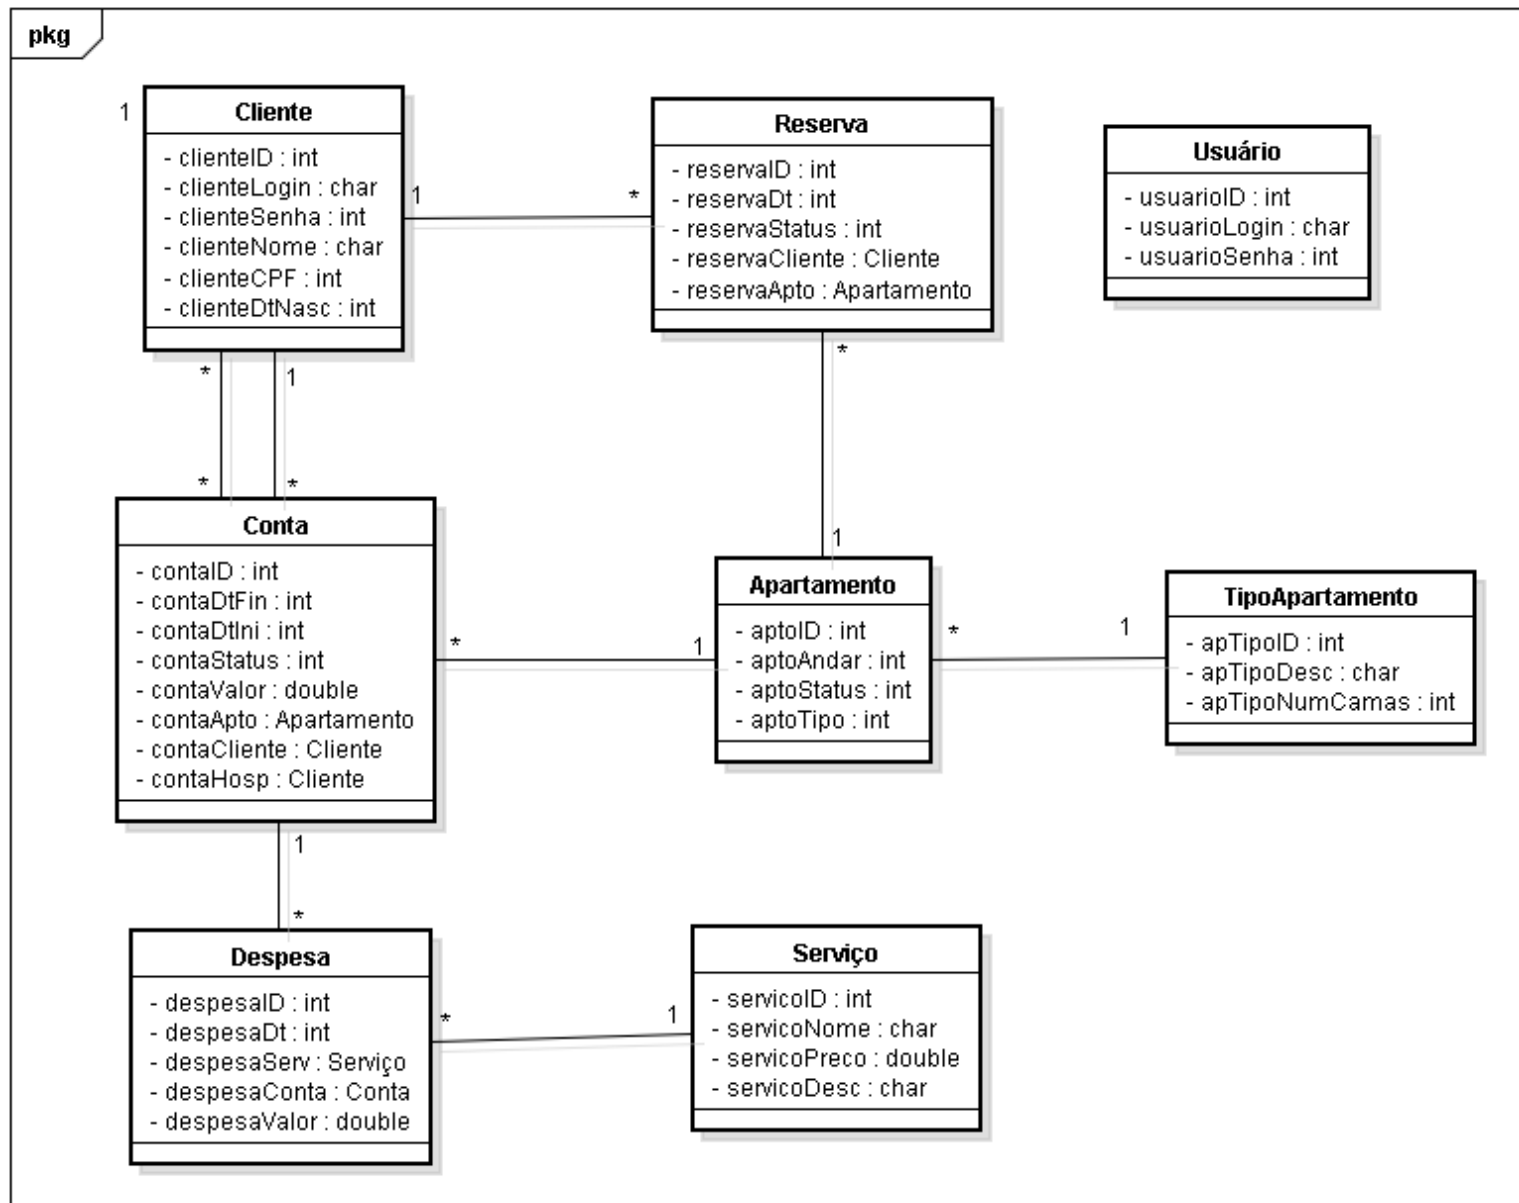 pkg
1
Cliente
- clienteID : int
- clienteLogin : char
- clienteSenha : int
- clienteNome : char
- clienteCPF : int
- clienteDtNasc : int
1
*
Reserva
- reservaID : int
- reservaDt : int
- reservaStatus : int
- reservaCliente : Cliente
- reservaApto : Apartamento
Usuário
- usuarioID : int
- usuarioLogin : char
- usuarioSenha : int
*
1
*
*
*
1
Conta
- contaID : int
- contaDtFin : int
- contaDtIni : int
- contaStatus : int
- contaValor : double
- contaApto : Apartamento
- contaCliente : Cliente
- contaHosp : Cliente
*
1
Apartamento
- aptoID : int
- aptoAndar : int
- aptoStatus : int
- aptoTipo : int
*
1
TipoApartamento
- apTipoID : int
- apTipoDesc : char
- apTipoNumCamas : int
1
*
Despesa
- despesaID : int
- despesaDt : int
- despesaServ : Serviço
- despesaConta : Conta
- despesaValor : double
*
1
Serviço
- servicoID : int
- servicoNome : char
- servicoPreco : double
- servicoDesc : char